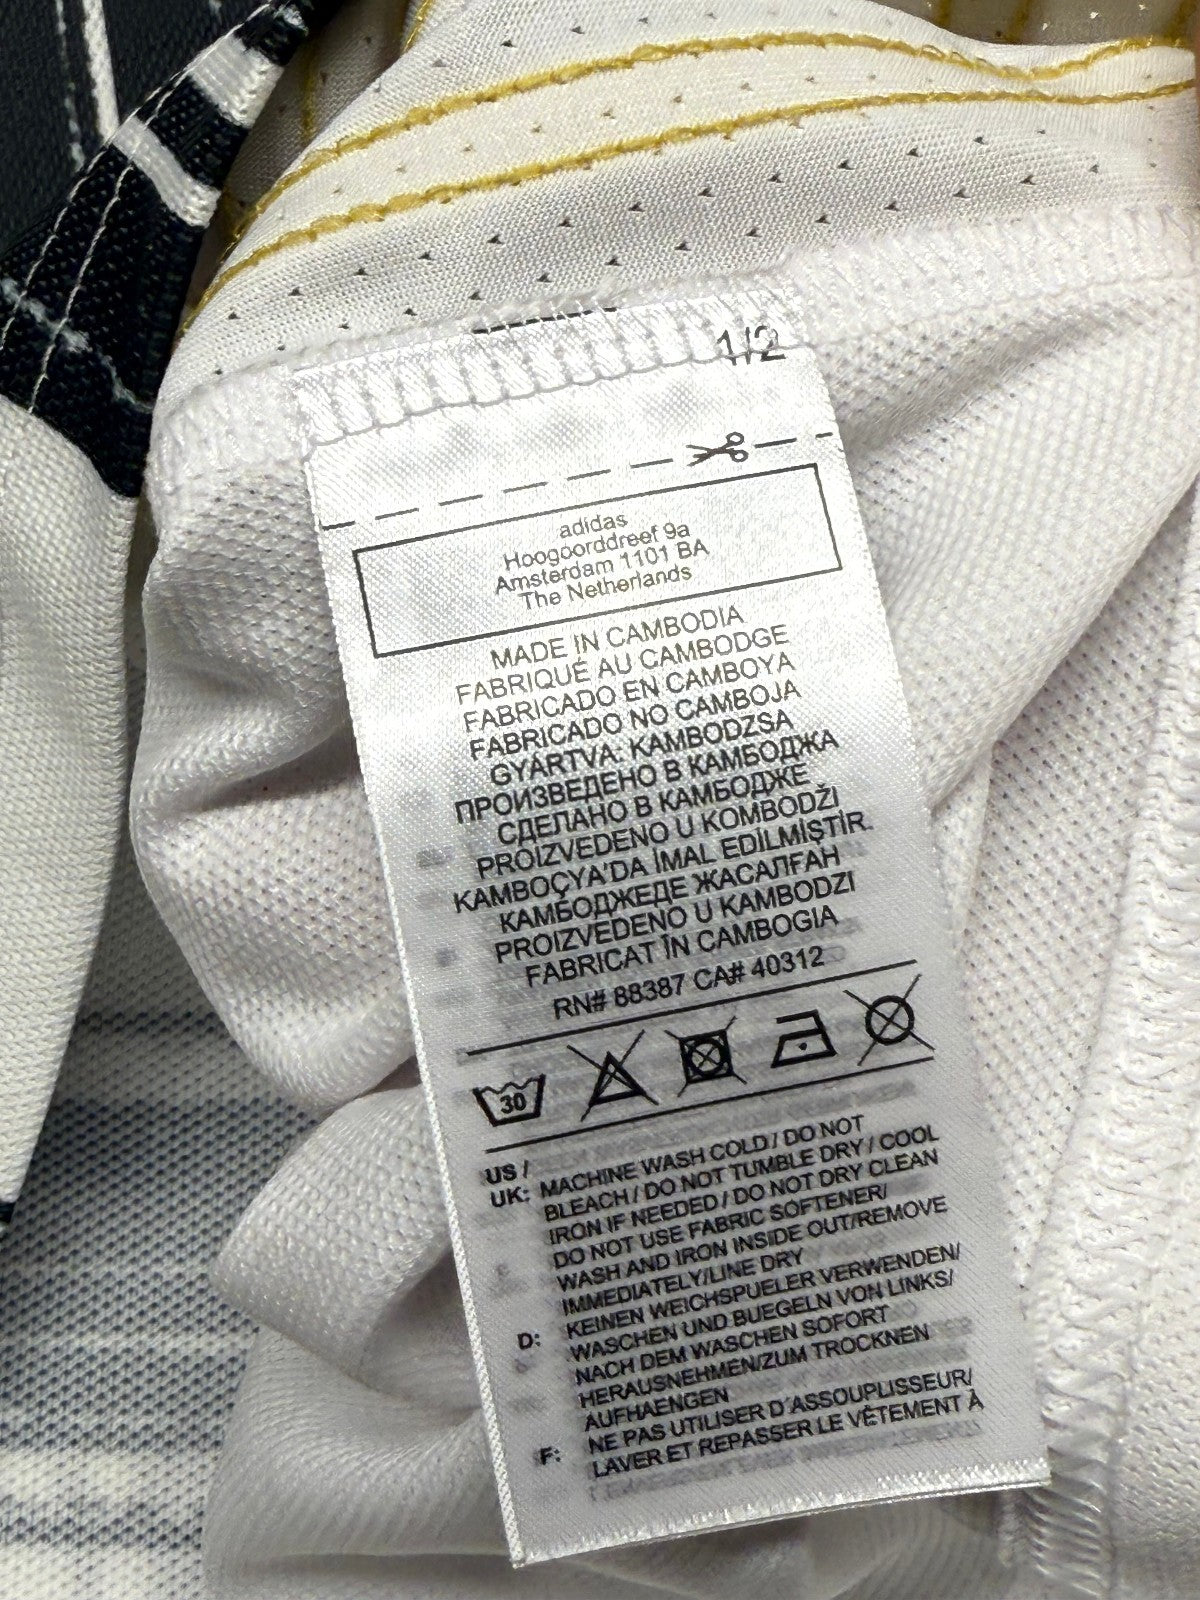 1/2
adidas
Hoogoorddreef 9a
Amsterdam 1101 BA
The Netherlands
MADE IN CAMBODIA
FABRIQUÉ AU CAMBODGE
FABRICADO EN CAMBOYA
FABRICADO NO CAMBOJA
GYÁRTVA: KAMBODZSA
ПРОИЗВЕДЕНО В КАМБОДЖА
СДЕЛАНО В КАМБОДЖЕ
PROIZVEDENO U KOMBODŽI
KAMBOÇYA'DA İMAL EDİLMİŞTİR.
КАМБОДЖЕДЕ ЖАСАЛҒАН
PROIZVEDENO U KAMBODZI
FABRICAT ÎN CAMBOGIA
RN# 88387 CA# 40312
30
US / UK: MACHINE WASH COLD / DO NOT
BLEACH / DO NOT TUMBLE DRY / COOL
IRON IF NEEDED / DO NOT DRY CLEAN
DO NOT USE FABRIC SOFTENER/
WASH AND IRON INSIDE OUT/REMOVE
IMMEDIATELY/LINE DRY
D: KEINEN WEICHSPUELER VERWENDEN/
WASCHEN UND BUEGELN VON LINKS/
NACH DEM WASCHEN SOFORT
HERAUSNEHMEN/ZUM TROCKNEN
AUFHAENGEN
F: NE PAS UTILISER D'ASSOUPLISSEUR/
LAVER ET REPASSER LE VÊTEMENT À